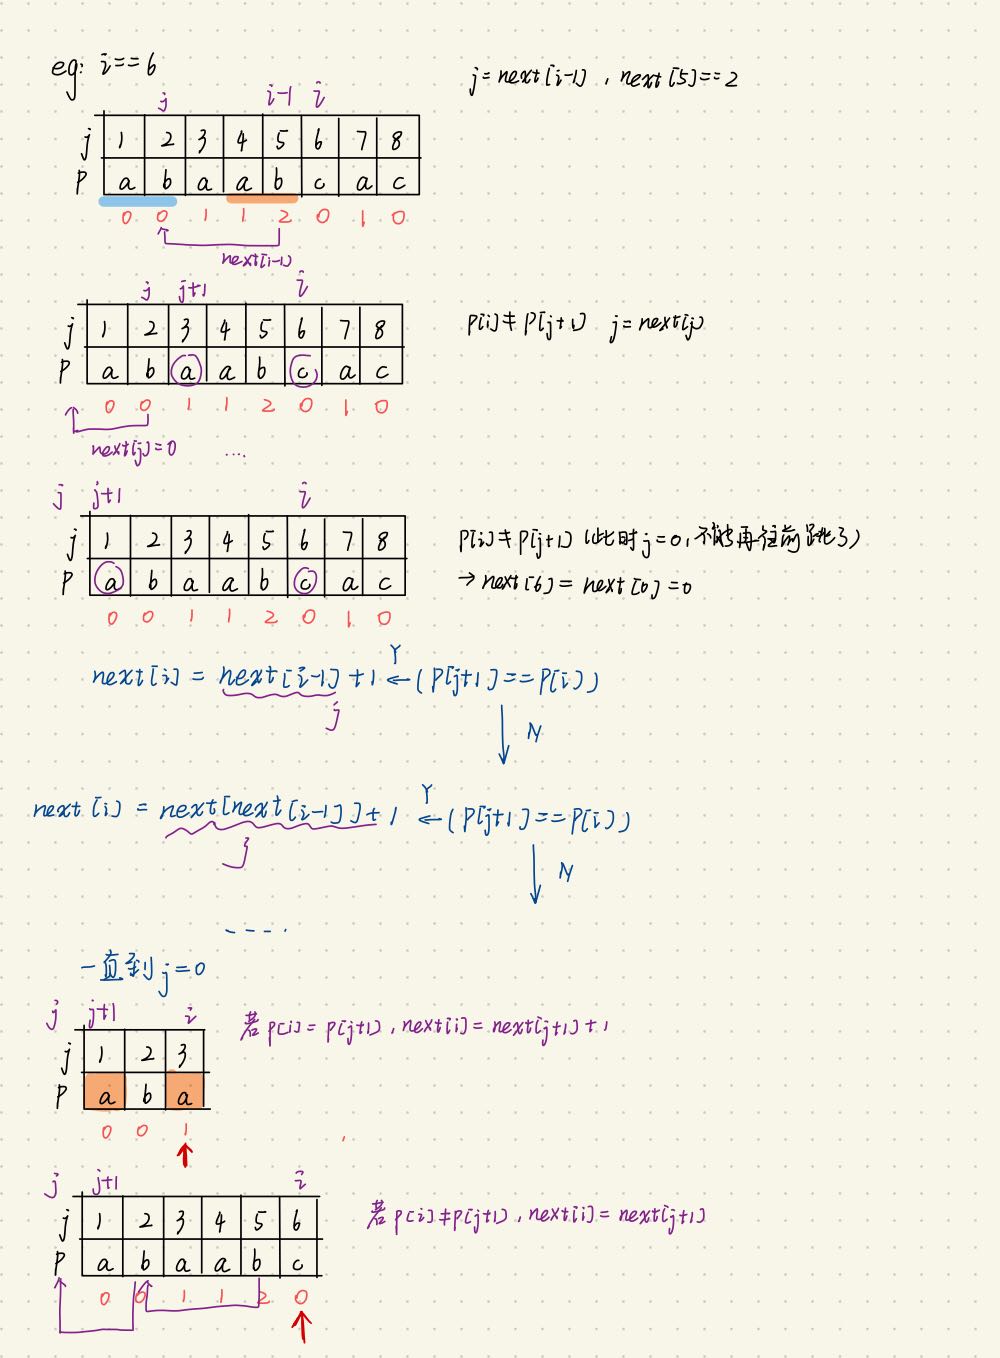 eg: i==6
j=next[i-1] , next[5]==2
j i-1 i
j 1 2 3 4 5 6 7 8
P a b a a b c a c
0 0 1 1 2 0 1 0
next[i-1]
j j+1 i
P[i]≠P[j+1] j=next[j]
j 1 2 3 4 5 6 7 8
P a b a a b c a c
0 0 1 1 2 0 1 0
next[j]=0 ....
j j+1 i
j 1 2 3 4 5 6 7 8
P[i]≠P[j+1] (此时j=0,不能再往前跳了)
P a b a a b c a c
→ next[6]= next[0]=0
0 0 1 1 2 0 1 0
next[i] = next[i-1]+1 Y ← (P[j+1]==P[i])
j
N
next[i] = next[next[i-1]]+1 Y ← (P[j+1]==P[i])
j
N
----.
一直到j=0
j j+1 i
若P[i]=P[j+1],next[i]=next[j+1]+1
j 1 2 3
P a b a
0 0 1
j j+1 i
j 1 2 3 4 5 6
若P[i]≠P[j+1],next[i]=next[j+1]
P a b a a b c
0 0 1 1 2 0